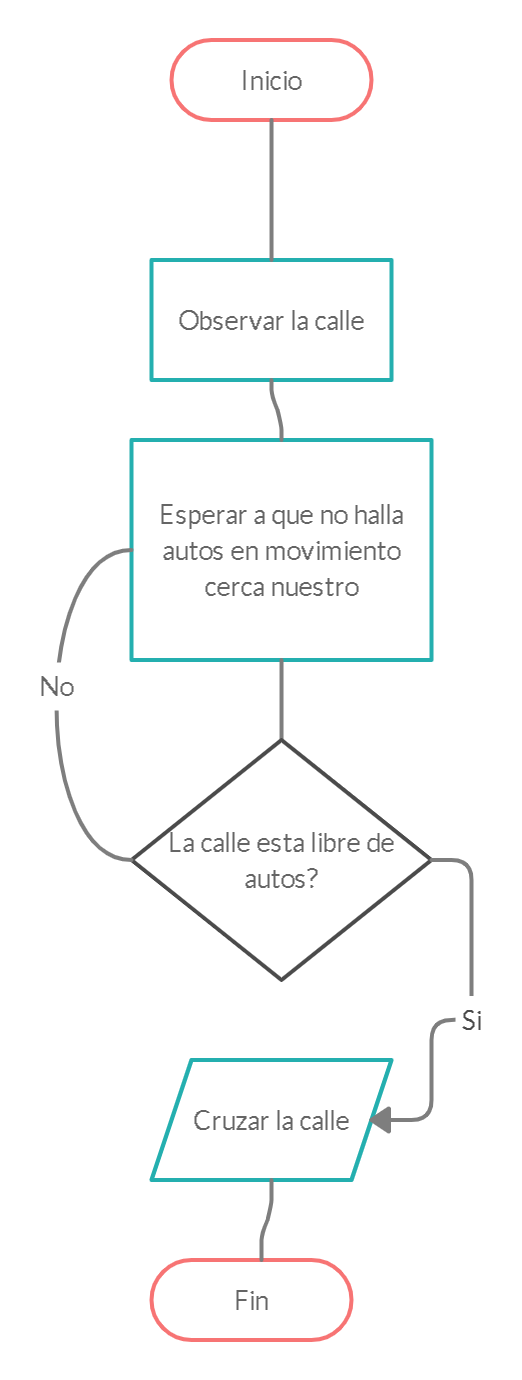 Inicio
Observar la calle
Esperar a que no halla
autos en movimiento
cerca nuestro
No
La calle esta libre de
autos?
Si
Cruzar la calle
Fin